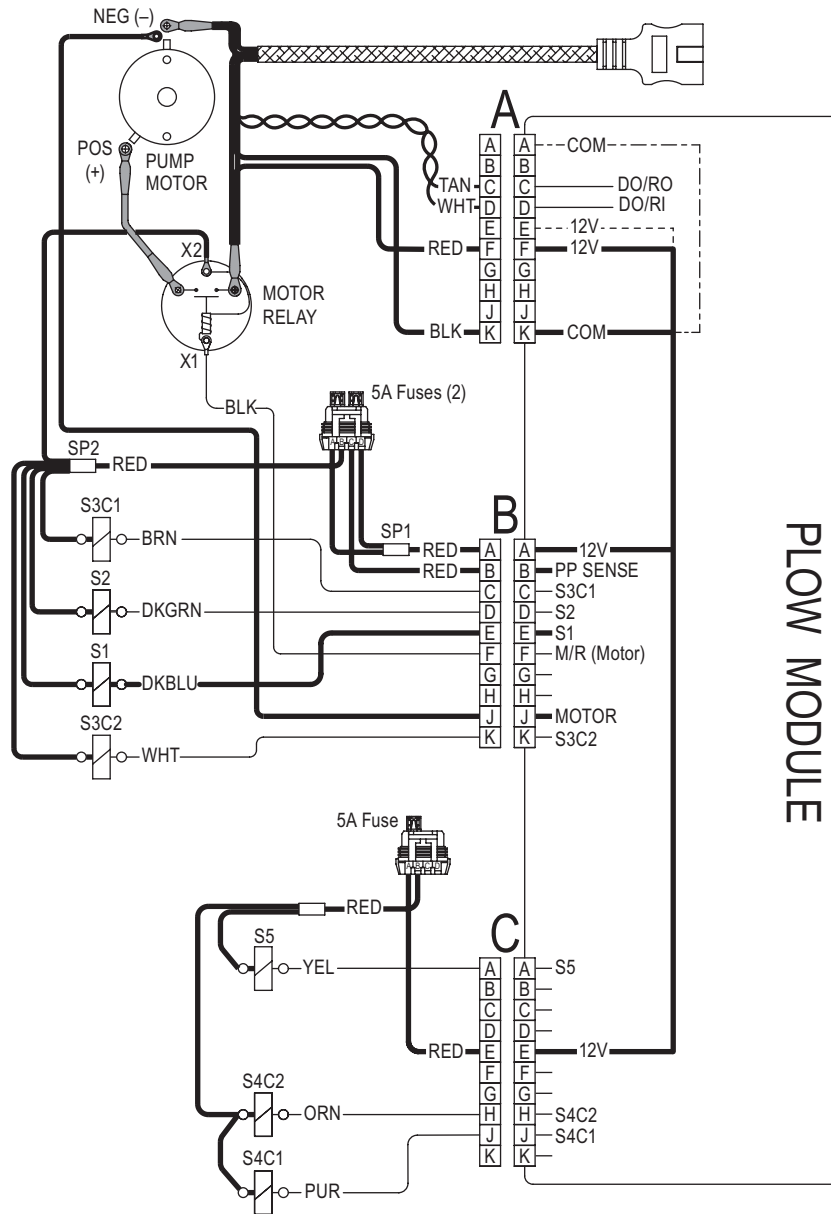 NEG (–)
POS
(+)
PUMP
MOTOR
X2
MOTOR
RELAY
X1
BLK
A
A
B
C
D
E
F
G
H
J
K
A
B
C
D
E
F
G
H
J
K
TAN
WHT
RED
BLK
COM
DO/RO
DO/RI
12V
12V
COM
5A Fuses (2)
A B C D
SP2
RED
SP1
RED
RED
S3C1
BRN
S2
DKGRN
S1
DKBLU
S3C2
WHT
B
A
B
C
D
E
F
G
H
J
K
A
B
C
D
E
F
G
H
J
K
12V
PP SENSE
S3C1
S2
S1
M/R (Motor)
MOTOR
S3C2
PLOW MODULE
5A Fuse
A B C D
RED
S5
YEL
RED
S4C2
ORN
S4C1
PUR
C
A
B
C
D
E
F
G
H
J
K
A
B
C
D
E
F
G
H
J
K
S5
12V
S4C2
S4C1